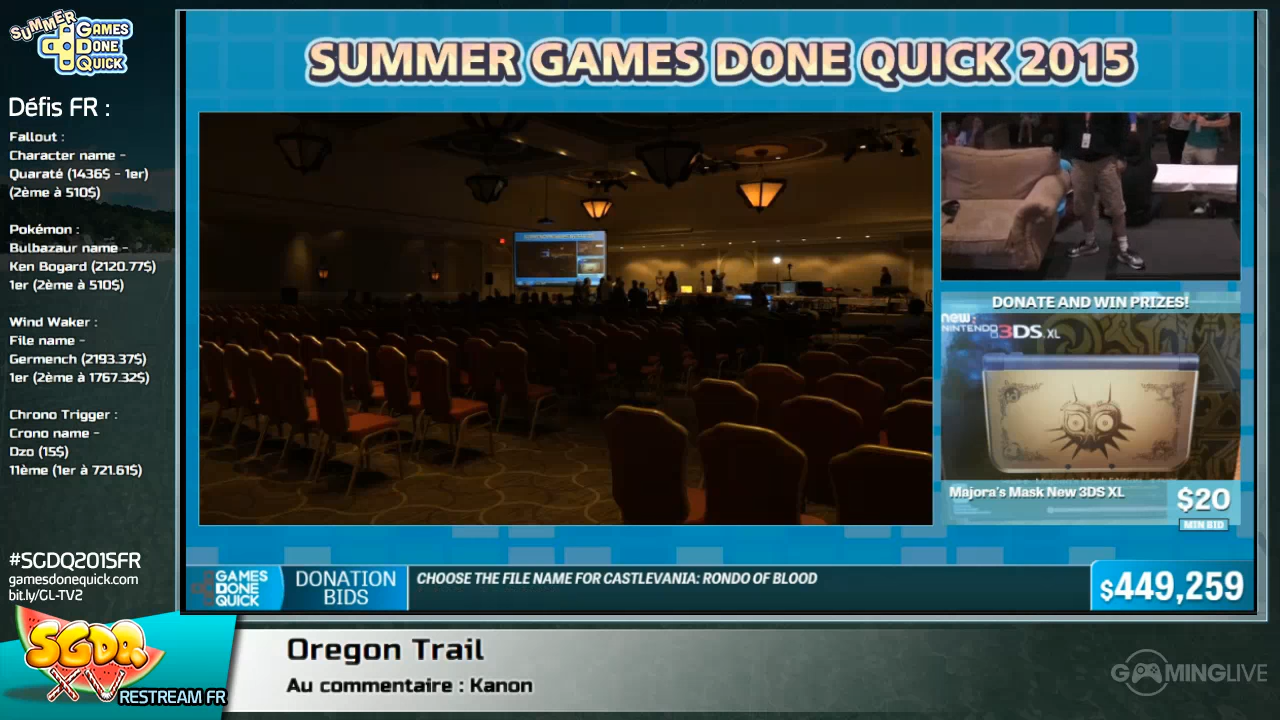 SUMMER
GAMES
DONE
QUICK
Défis FR :
Fallout :
Character name -
Quaraté (1436$ - 1er)
(2ème à 510$)
Pokémon :
Bulbazaur name -
Ken Bogard (2120.77$)
1er (2ème à 510$)
Wind Waker :
File name -
Germench (2193.37$)
1er (2ème à 1767.32$)
Chrono Trigger :
Crono name -
Dzo (15$)
11ème (1er à 721.61$)
#SGDQ2015FR
gamesdonequick.com
bit.ly/GL-TV2
SGDQ
XV
RESTREAM FR
SUMMER GAMES DONE QUICK 2015
DONATE AND WIN PRIZES!
new
NINTENDO 3DS XL
Majora's Mask New 3DS XL
$20
MIN BID
GAMES
DONE
QUICK
DONATION
BIDS
CHOOSE THE FILE NAME FOR CASTLEVANIA: RONDO OF BLOOD
$449,259
Oregon Trail
Au commentaire : Kanon
GAMINGLIVE